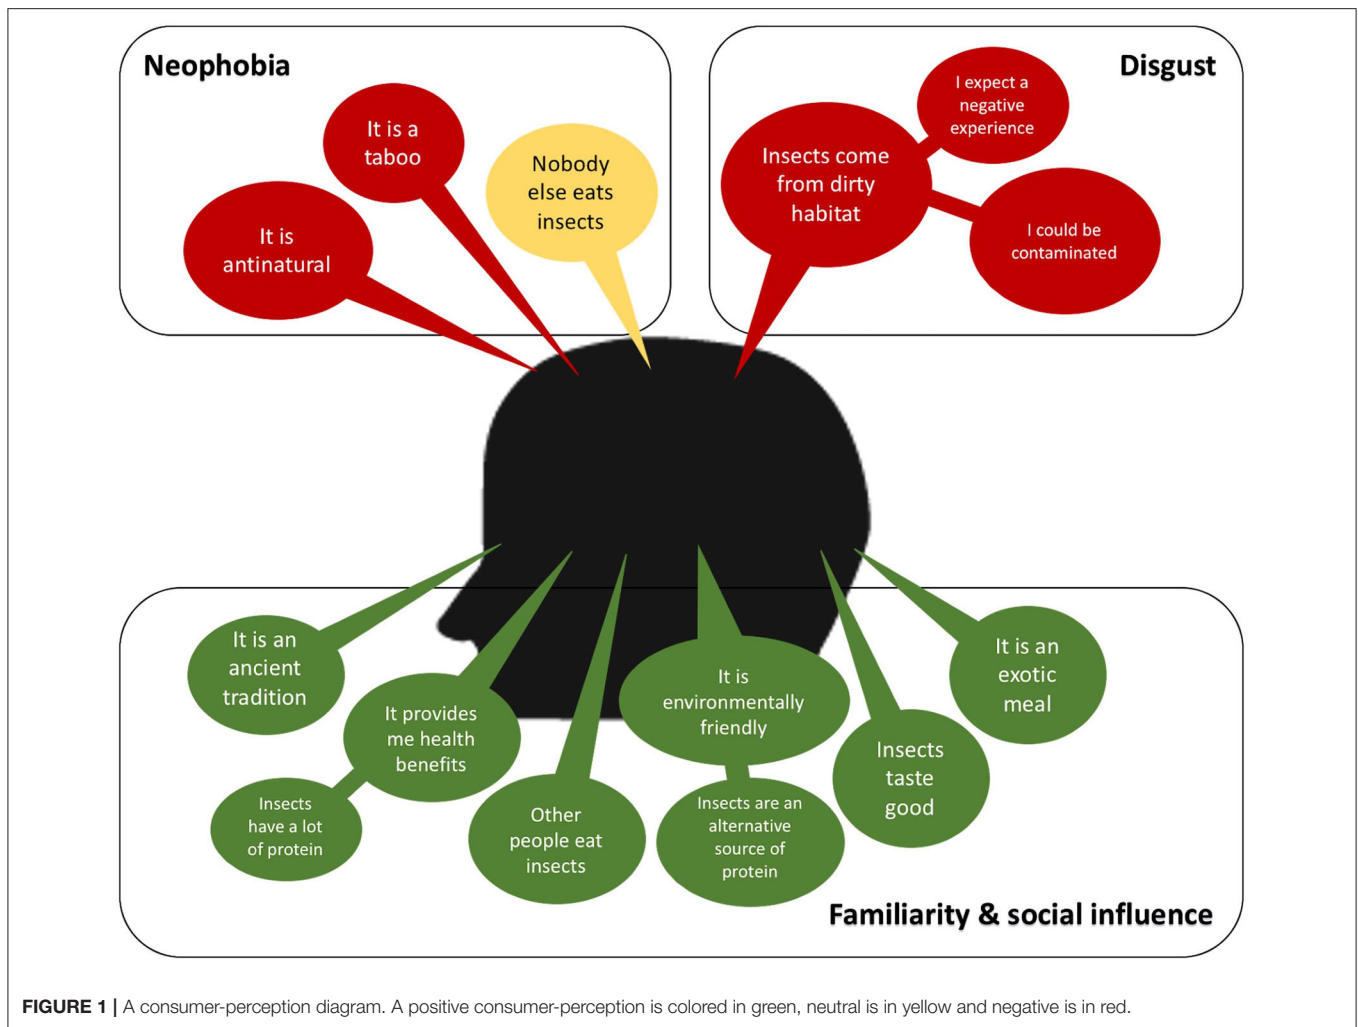 Neophobia
It is a
taboo
Nobody
else eats
insects
It is
antinatural
Disgust
I expect a
negative
experience
Insects come
from dirty
habitat
I could be
contaminated
It is an
ancient
tradition
It provides
me health
benefits
Insects
have a lot
of protein
Other
people eat
insects
It is
environmentally
friendly
Insects are an
alternative
source of
protein
Insects
taste
good
It is an
exotic
meal
Familiarity & social influence
FIGURE 1 | A consumer-perception diagram. A positive consumer-perception is colored in green, neutral is in yellow and negative is in red.